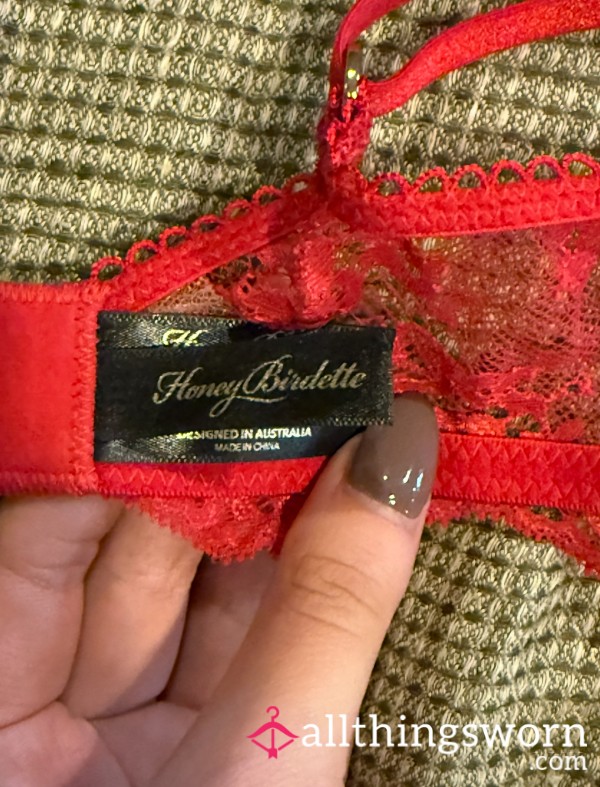 Honey Birdette
DESIGNED IN AUSTRALIA
MADE IN CHINA
allthingsworn
.com